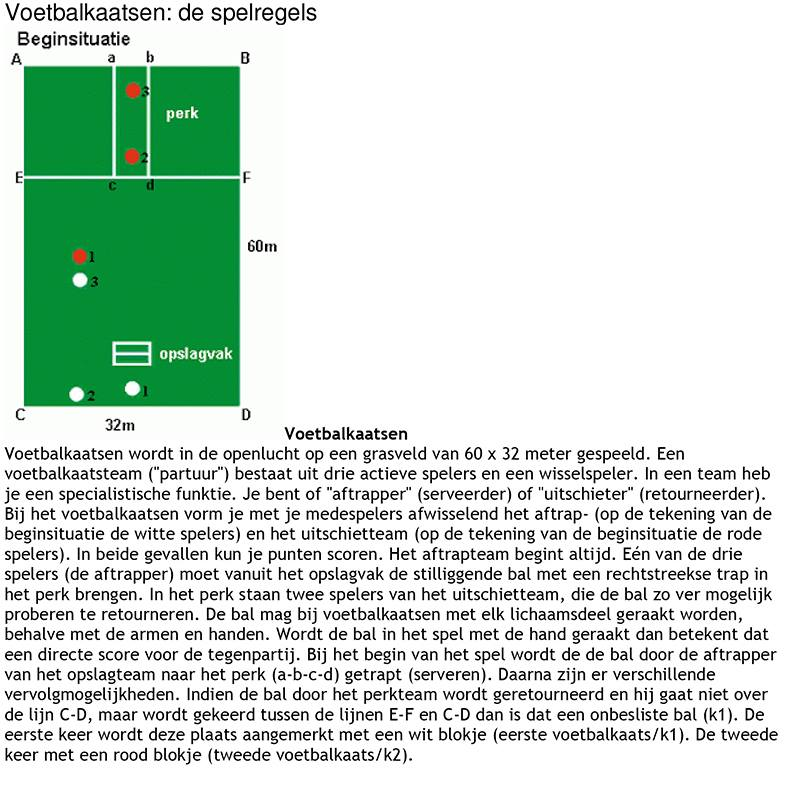 Voetbalkaatsen: de spelregels
Beginsituatie
A a b B
3
perk
2
E c d F
60m
1
3
opslagvak
2 1
C D
32m
Voetbalkaatsen
Voetbalkaatsen wordt in de openlucht op een grasveld van 60 x 32 meter gespeeld. Een
voetbalkaatsteam ("partuur") bestaat uit drie actieve spelers en een wisselspeler. In een team heb
je een specialistische funktie. Je bent of "aftrapper" (serveerder) of "uitschieter" (retourneerder).
Bij het voetbalkaatsen vorm je met je medespelers afwisselend het aftrap- (op de tekening van de
beginsituatie de witte spelers) en het uitschietteam (op de tekening van de beginsituatie de rode
spelers). In beide gevallen kun je punten scoren. Het aftrapteam begint altijd. Eén van de drie
spelers (de aftrapper) moet vanuit het opslagvak de stilliggende bal met een rechtstreekse trap in
het perk brengen. In het perk staan twee spelers van het uitschietteam, die de bal zo ver mogelijk
proberen te retourneren. De bal mag bij voetbalkaatsen met elk lichaamsdeel geraakt worden,
behalve met de armen en handen. Wordt de bal in het spel met de hand geraakt dan betekent dat
een directe score voor de tegenpartij. Bij het begin van het spel wordt de de bal door de aftrapper
van het opslagteam naar het perk (a-b-c-d) getrapt (serveren). Daarna zijn er verschillende
vervolgmogelijkheden. Indien de bal door het perkteam wordt geretourneerd en hij gaat niet over
de lijn C-D, maar wordt gekeerd tussen de lijnen E-F en C-D dan is dat een onbesliste bal (k1). De
eerste keer wordt deze plaats aangemerkt met een wit blokje (eerste voetbalkaats/k1). De tweede
keer met een rood blokje (tweede voetbalkaats/k2).